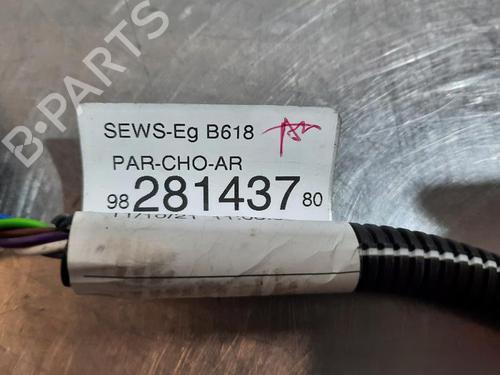 SEWS-Eg B618
PAR-CHO-AR
98 281437 80
B-PARTS